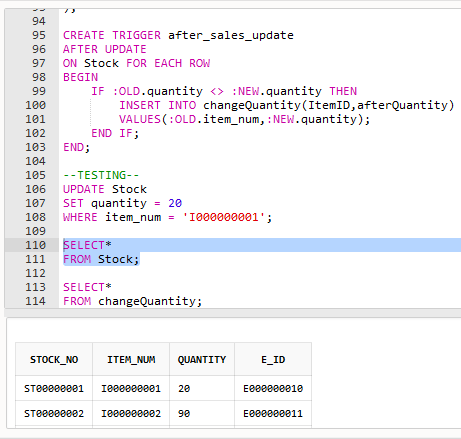 94
95 CREATE TRIGGER after_sales_update
96 AFTER UPDATE
97 ON Stock FOR EACH ROW
98 BEGIN
99 IF :OLD.quantity <> :NEW.quantity THEN
100 INSERT INTO changeQuantity(ItemID,afterQuantity)
101 VALUES(:OLD.item_num,:NEW.quantity);
102 END IF;
103 END;
104
105 --TESTING--
106 UPDATE Stock
107 SET quantity = 20
108 WHERE item_num = 'I000000001';
109
110 SELECT*
111 FROM Stock;
112
113 SELECT*
114 FROM changeQuantity;
STOCK_NO ITEM_NUM QUANTITY E_ID
ST00000001 I000000001 20 E000000010
ST00000002 I000000002 90 E000000011